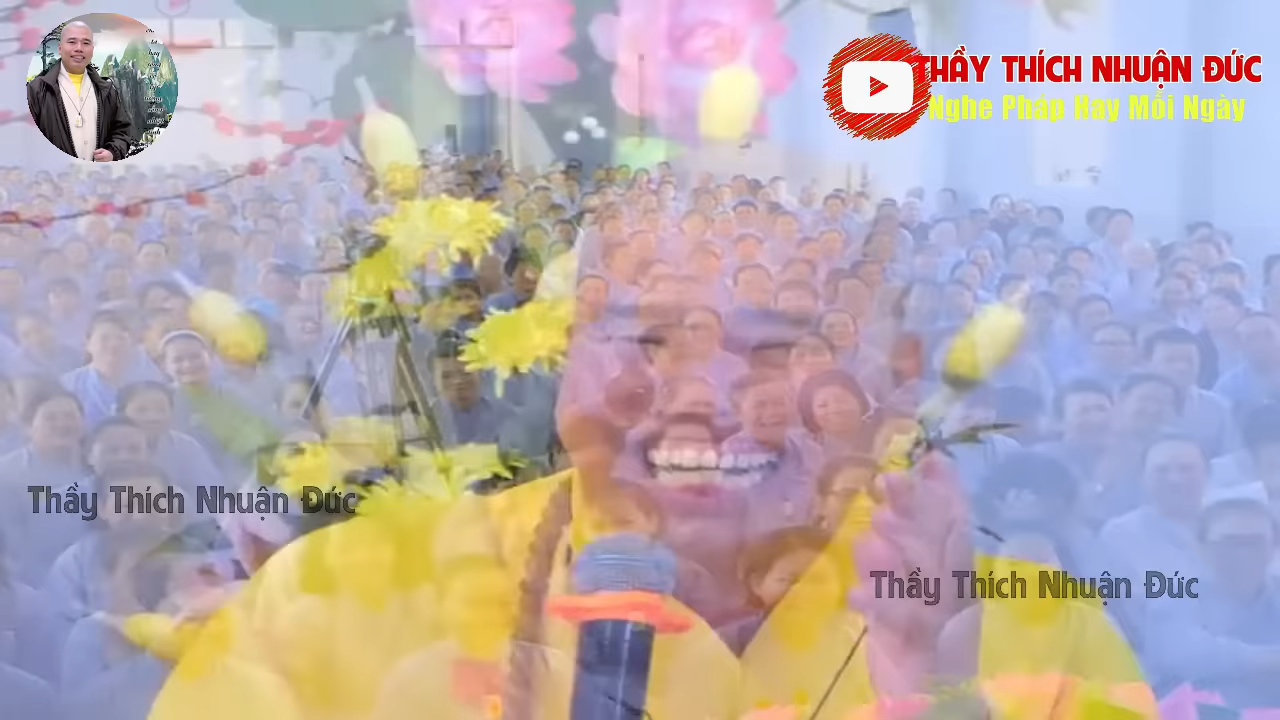 THẦY THÍCH NHUẬN ĐỨC
Nghe Pháp Hay Mỗi Ngày
Thầy Thích Nhuận Đức
Thầy Thích Nhuận Đức